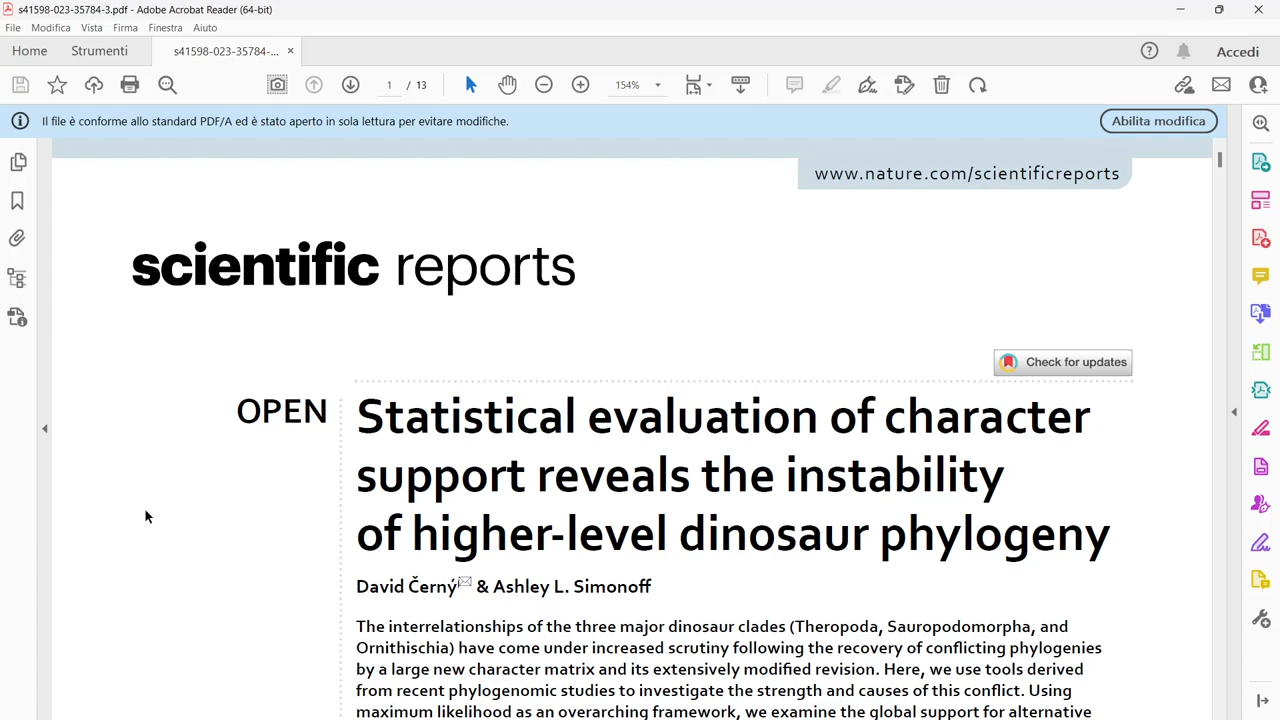 s41598-023-35784-3.pdf - Adobe Acrobat Reader (64-bit)
File Modifica Vista Firma Finestra Aiuto
Home Strumenti s41598-023-35784-... × Accedi
1 / 13 154%
Il file è conforme allo standard PDF/A ed è stato aperto in sola lettura per evitare modifiche. Abilita modifica
www.nature.com/scientificreports
scientific reports
Check for updates
OPEN Statistical evaluation of character
support reveals the instability
of higher-level dinosaur phylogeny
David Černý & Ashley L. Simonoff
The interrelationships of the three major dinosaur clades (Theropoda, Sauropodomorpha, and
Ornithischia) have come under increased scrutiny following the recovery of conflicting phylogenies
by a large new character matrix and its extensively modified revision. Here, we use tools derived
from recent phylogenomic studies to investigate the strength and causes of this conflict. Using
maximum likelihood as an overarching framework, we examine the global support for alternative